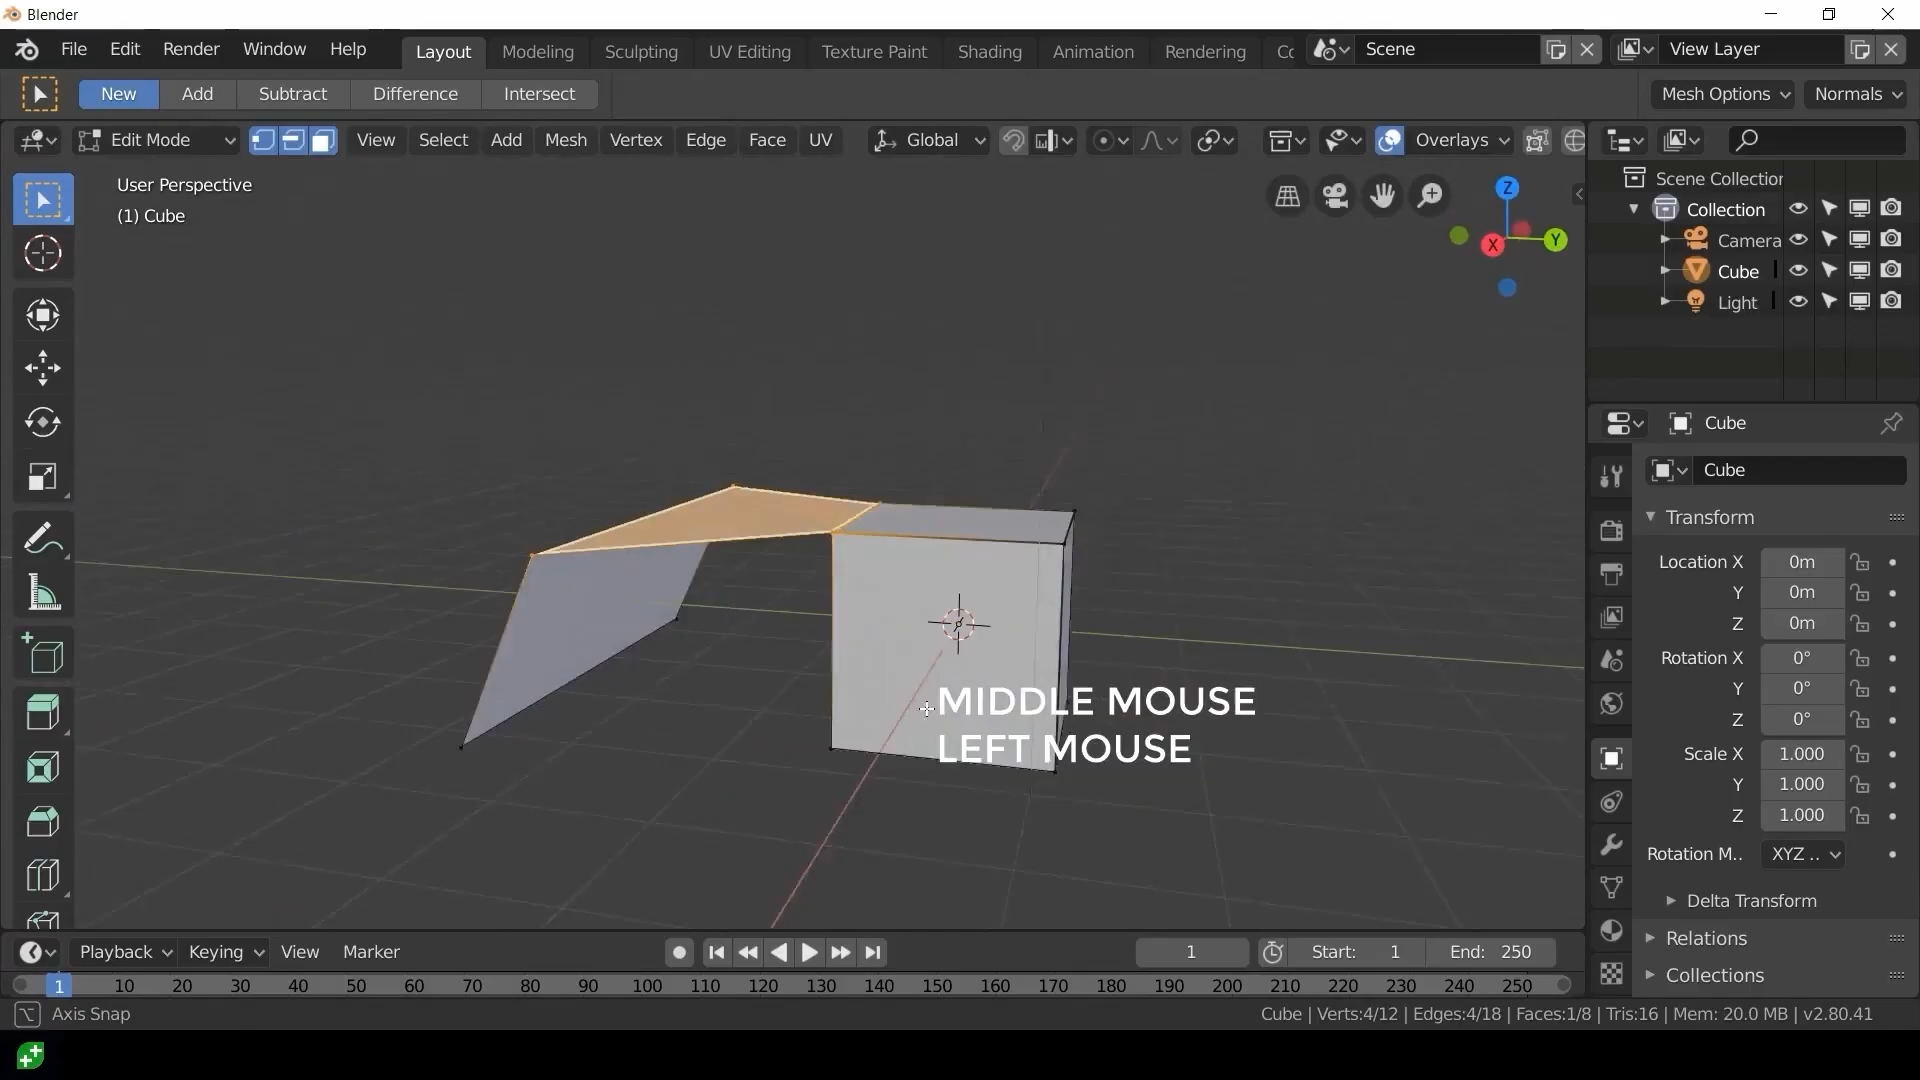 Blender
File Edit Render Window Help Layout Modeling Sculpting UV Editing Texture Paint Shading Animation Rendering Cc Scene View Layer
New Add Subtract Difference Intersect Mesh Options Normals
Edit Mode View Select Add Mesh Vertex Edge Face UV Global Overlays
User Perspective
(1) Cube
Z
X
Y
Scene Collection
Collection
Camera
Cube
Light
Cube
Cube
Transform
Location X 0m
Y 0m
Z 0m
Rotation X 0°
Y 0°
Z 0°
Scale X 1.000
Y 1.000
Z 1.000
Rotation M.. XYZ ..
Delta Transform
Relations
Collections
MIDDLE MOUSE
LEFT MOUSE
Playback Keying View Marker 1 Start: 1 End: 250
1 10 20 30 40 50 60 70 80 90 100 110 120 130 140 150 160 170 180 190 200 210 220 230 240 250
Axis Snap Cube | Verts:4/12 | Edges:4/18 | Faces:1/8 | Tris:16 | Mem: 20.0 MB | v2.80.41